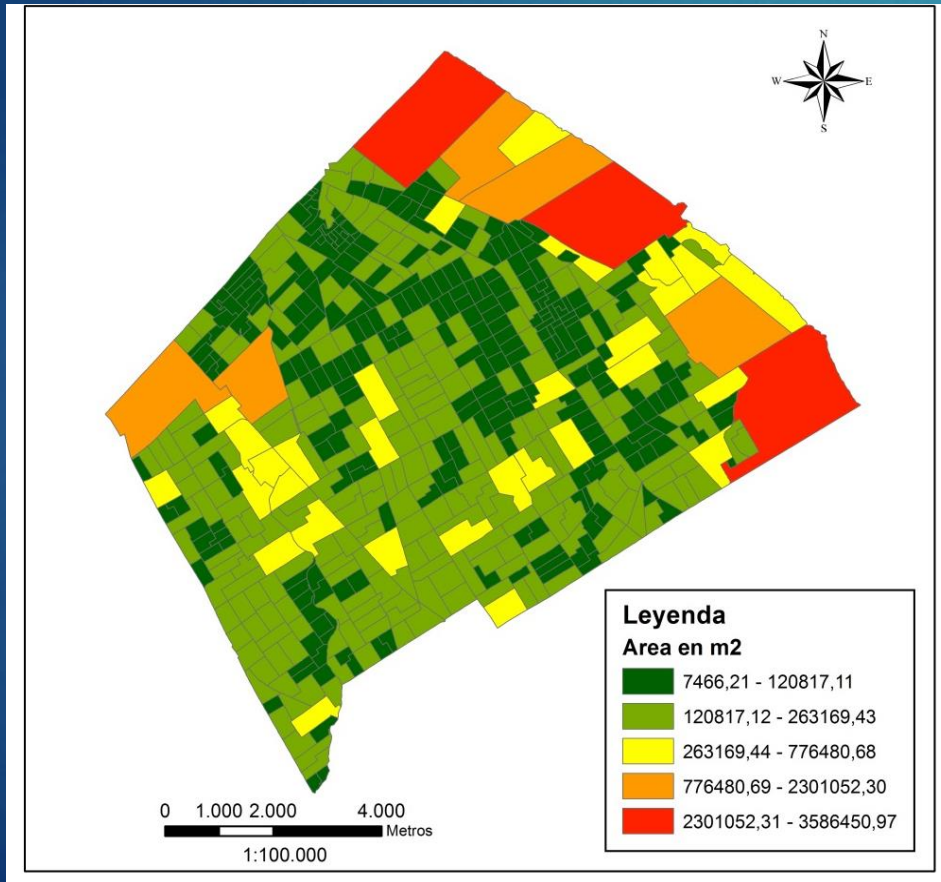 N
W E
S
Leyenda
Area en m2
7466,21 - 120817,11
120817,12 - 263169,43
263169,44 - 776480,68
776480,69 - 2301052,30
2301052,31 - 3586450,97
0 1.000 2.000 4.000
Metros
1:100.000